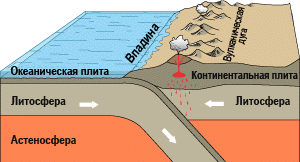 Впадина
Вулканическая
дуга
Океаническая плита
Континентальная плита
Литосфера
Литосфера
Астеносфера